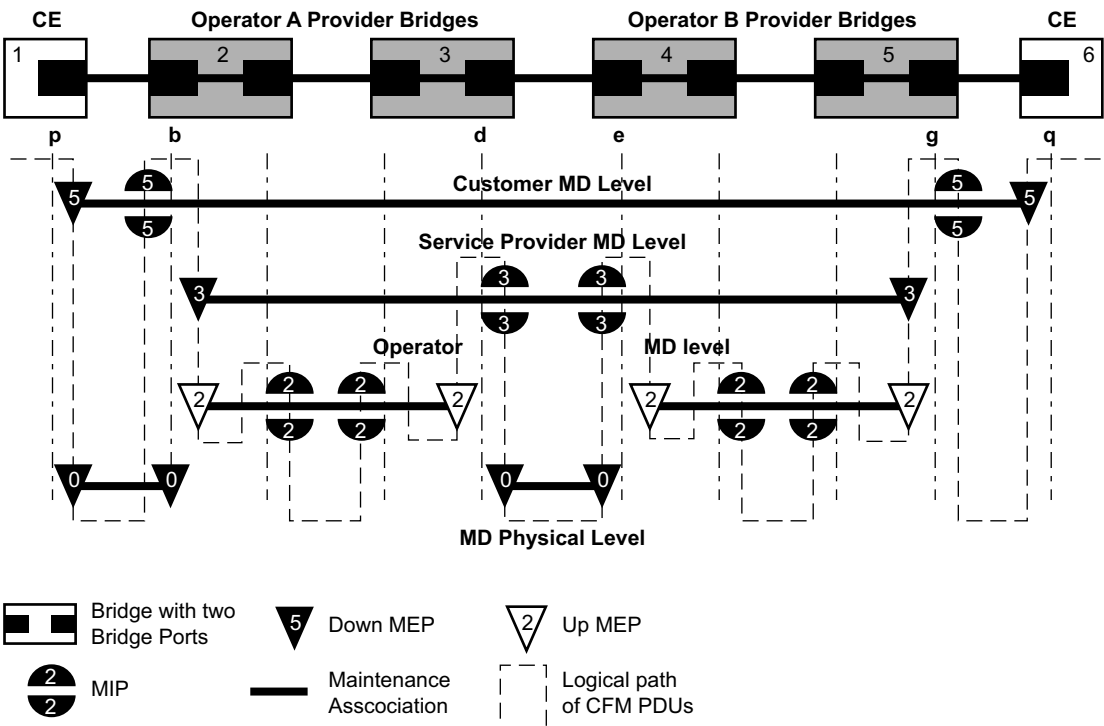 CE Operator A Provider Bridges Operator B Provider Bridges CE
1 2 3 4 5 6
p b d e g q
5 5 5 5
Customer MD Level
5 5
Service Provider MD Level
3 3
3 3
3 3
Operator MD level
2 2 2 2
2 2 2 2
2 2 2 2
0 0 0 0
MD Physical Level
Bridge with two
Bridge Ports
5 Down MEP
2 Up MEP
2
2
MIP
Maintenance
Asscociation
Logical path
of CFM PDUs